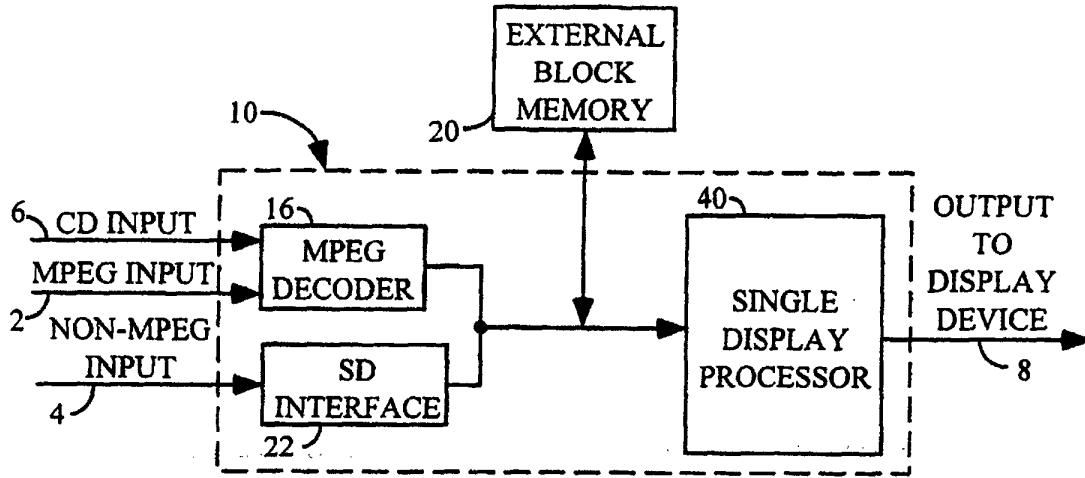 EXTERNAL
BLOCK
MEMORY
20
10
6
CD INPUT
MPEG INPUT
2
NON-MPEG
INPUT
4
16
MPEG
DECODER
SD
INTERFACE
22
40
SINGLE
DISPLAY
PROCESSOR
OUTPUT
TO
DISPLAY
DEVICE
8